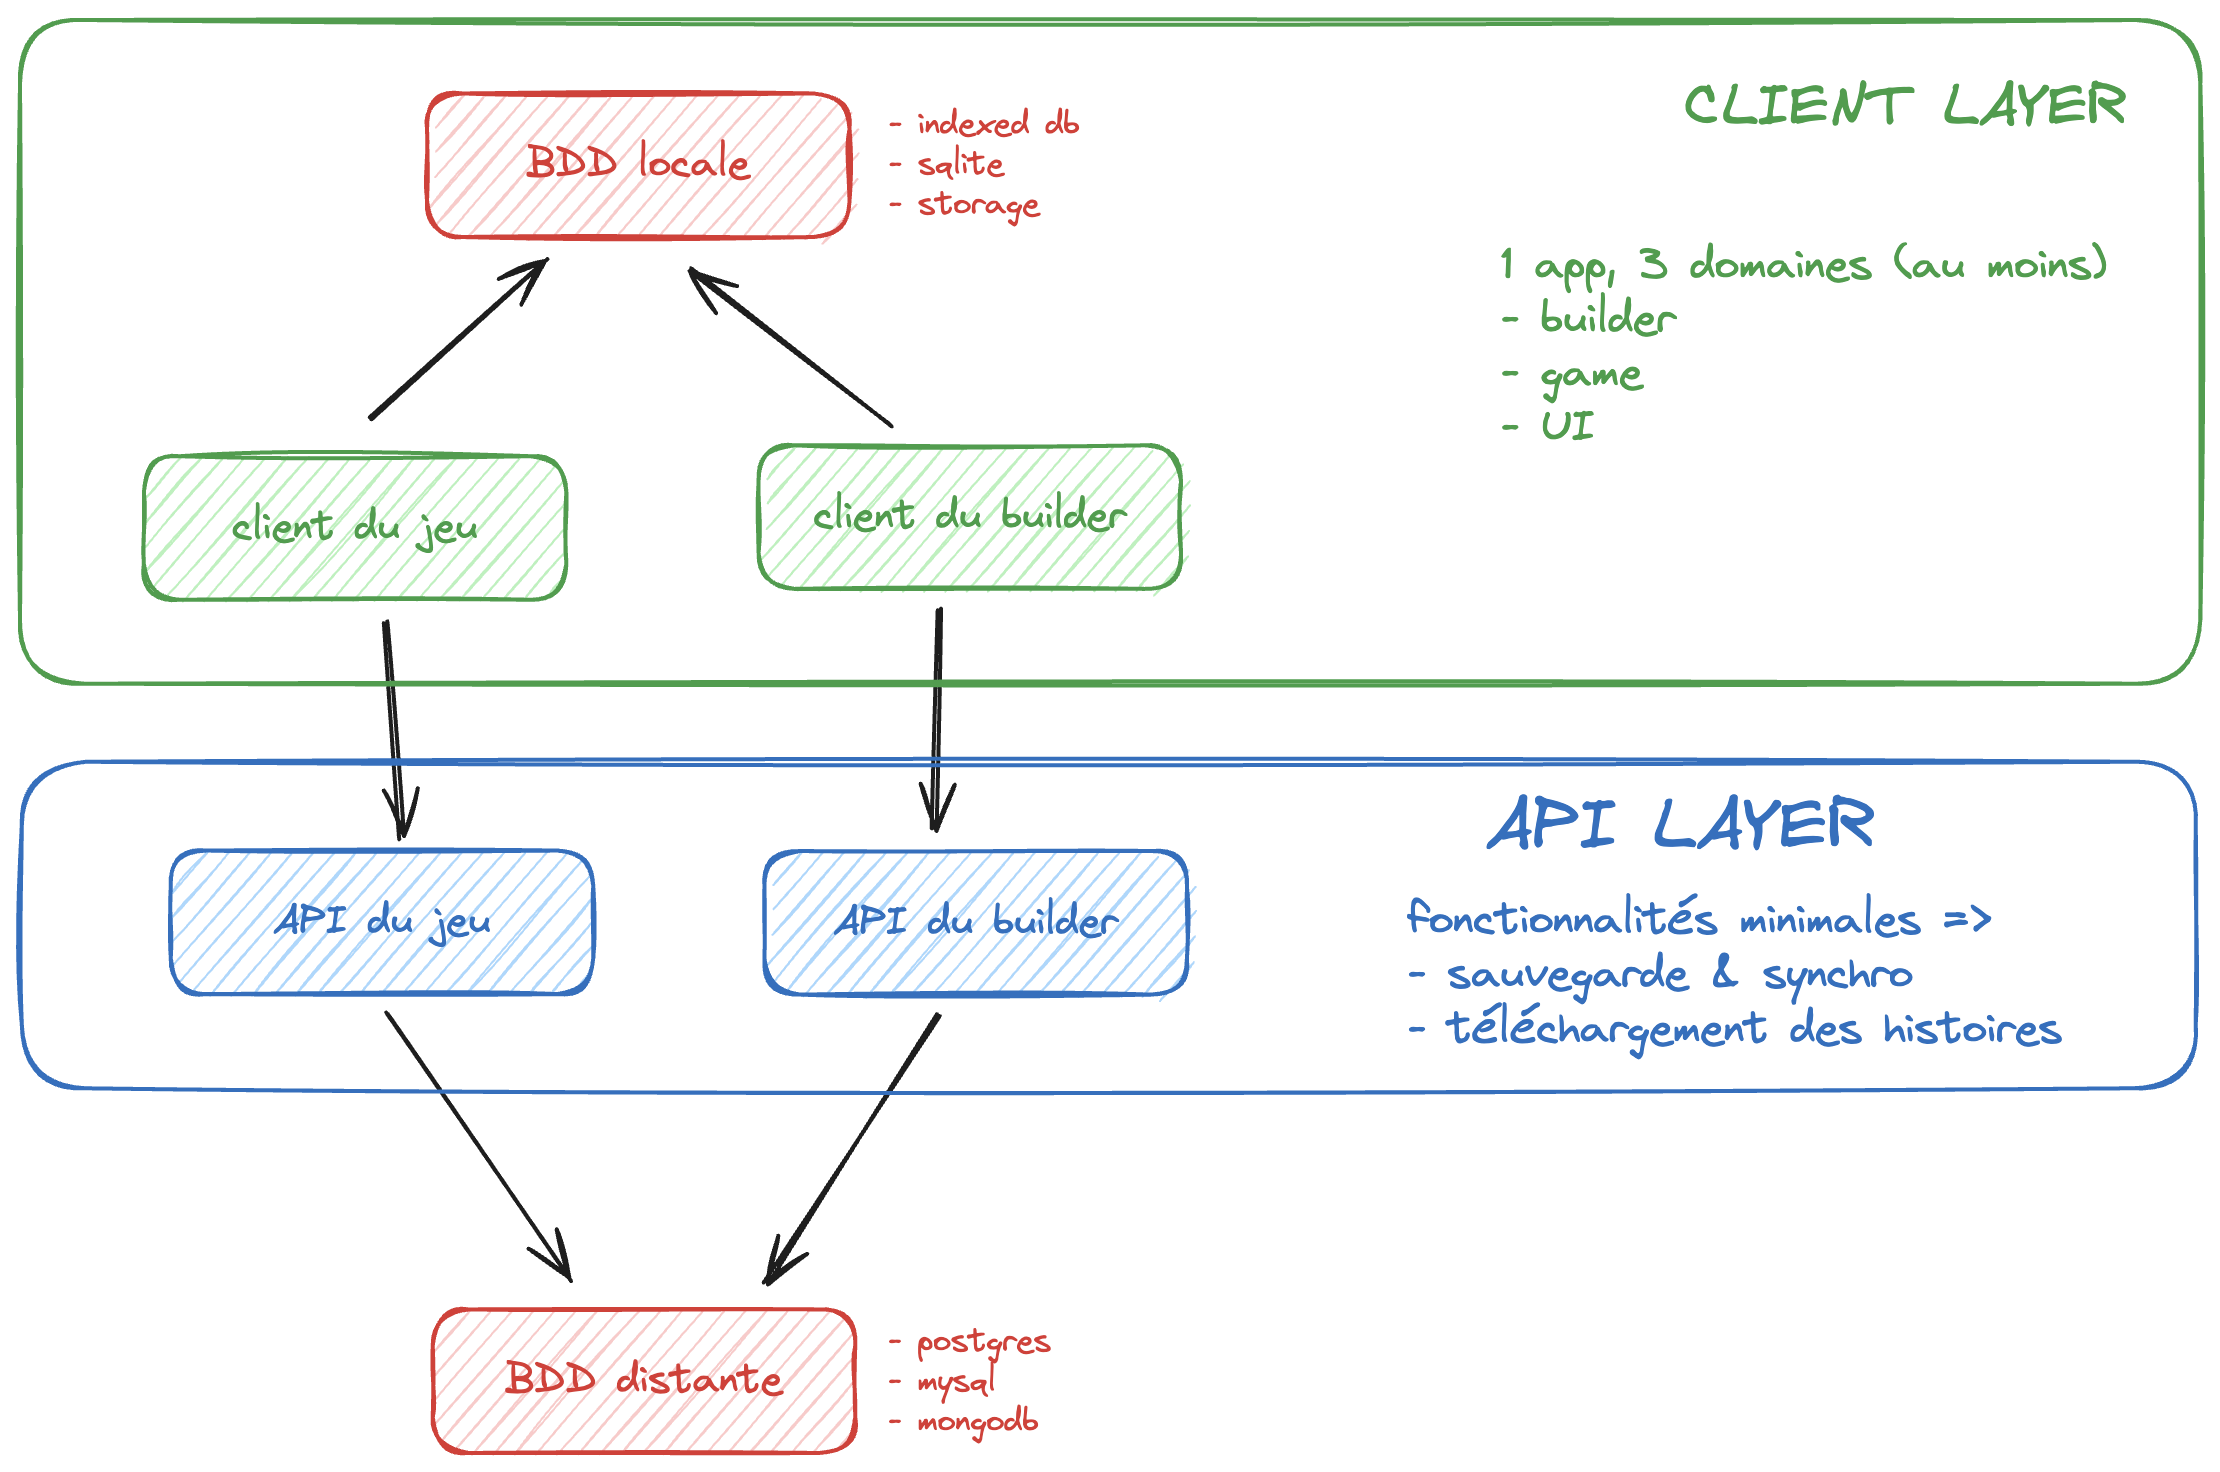 CLIENT LAYER
BDD locale
- indexed db
- sqlite
- storage
1 app, 3 domaines (au moins)
- builder
- game
- UI
client du jeu
client du builder
API LAYER
API du jeu
API du builder
fonctionnalités minimales =>
- sauvegarde & synchro
- téléchargement des histoires
BDD distante
- postgres
- mysql
- mongodb